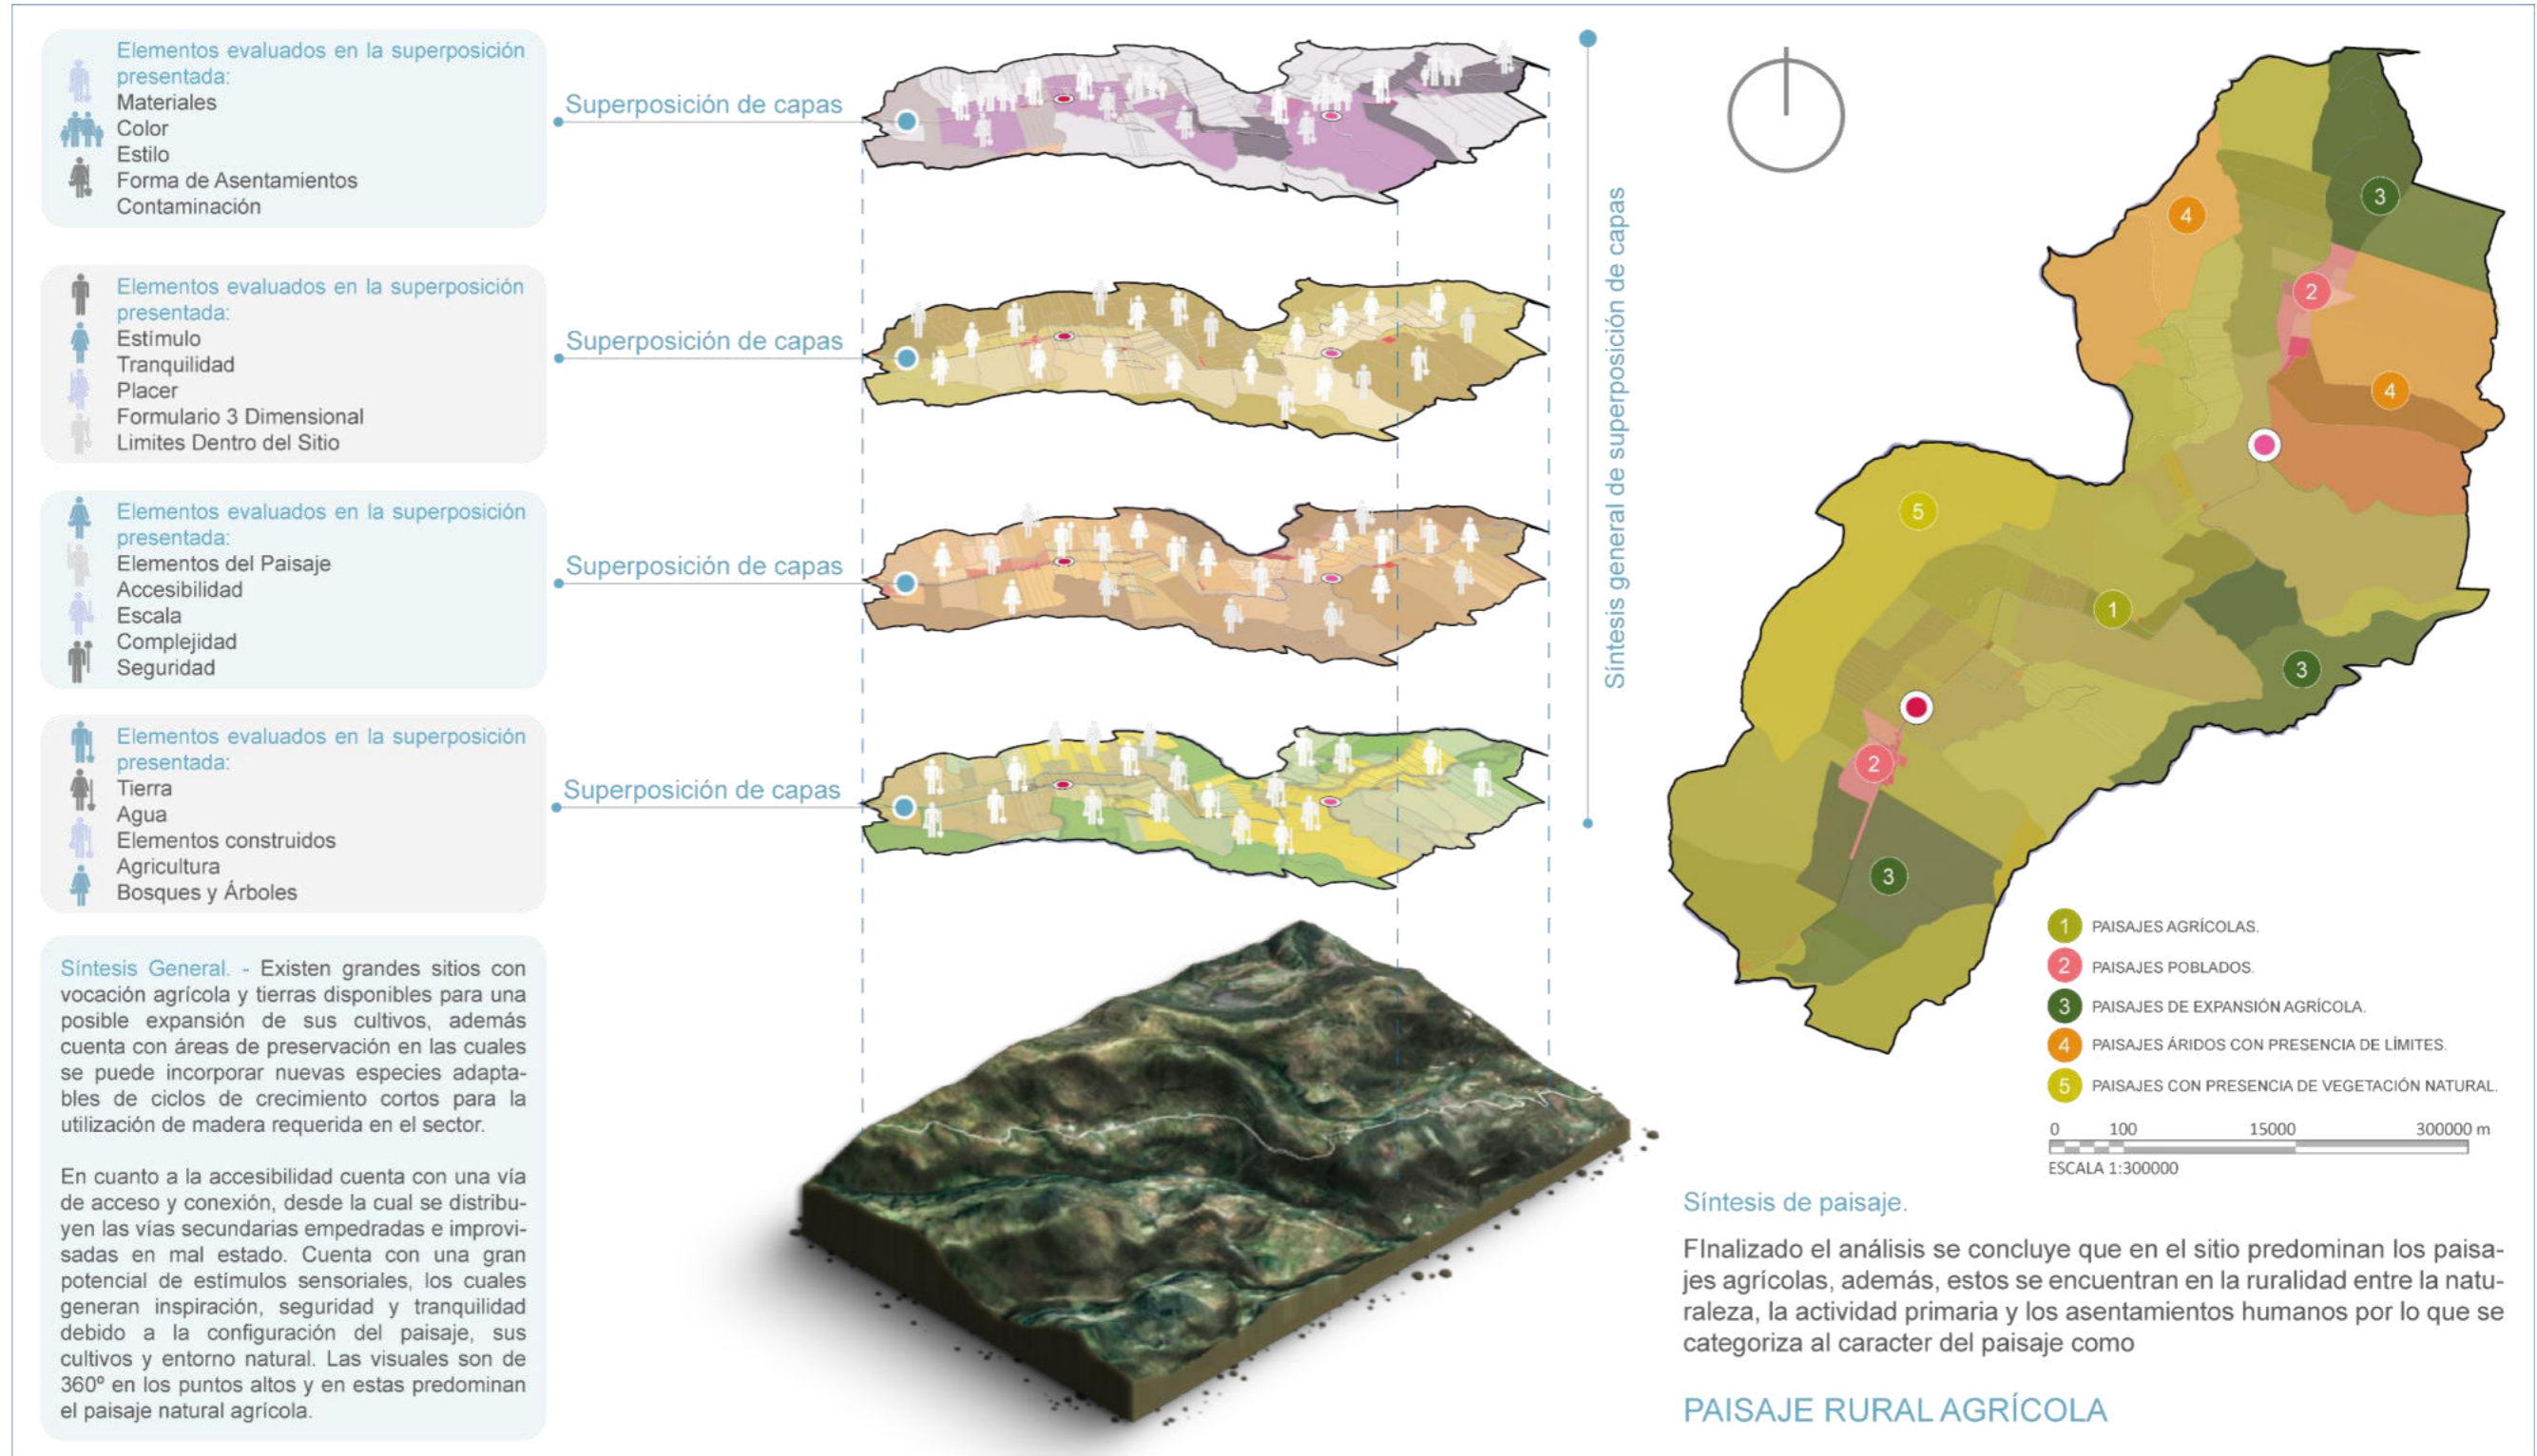 Elementos evaluados en la superposición
presentada:
Materiales
Color
Estilo
Forma de Asentamientos
Contaminación
Superposición de capas
Elementos evaluados en la superposición
presentada:
Estímulo
Tranquilidad
Placer
Formulario 3 Dimensional
Limites Dentro del Sitio
Superposición de capas
Elementos evaluados en la superposición
presentada:
Elementos del Paisaje
Accesibilidad
Escala
Complejidad
Seguridad
Superposición de capas
Elementos evaluados en la superposición
presentada:
Tierra
Agua
Elementos construidos
Agricultura
Bosques y Árboles
Superposición de capas
Síntesis General. - Existen grandes sitios con
vocación agrícola y tierras disponibles para una
posible expansión de sus cultivos, además
cuenta con áreas de preservación en las cuales
se puede incorporar nuevas especies adapta-
bles de ciclos de crecimiento cortos para la
utilización de madera requerida en el sector.
En cuanto a la accesibilidad cuenta con una vía
de acceso y conexión, desde la cual se distribu-
yen las vías secundarias empedradas e improvi-
sadas en mal estado. Cuenta con una gran
potencial de estímulos sensoriales, los cuales
generan inspiración, seguridad y tranquilidad
debido a la configuración del paisaje, sus
cultivos y entorno natural. Las visuales son de
360º en los puntos altos y en estas predominan
el paisaje natural agrícola.
Síntesis general de superposición de capas
3
4
2
4
5
1
3
2
3
1 PAISAJES AGRÍCOLAS.
2 PAISAJES POBLADOS.
3 PAISAJES DE EXPANSIÓN AGRÍCOLA.
4 PAISAJES ÁRIDOS CON PRESENCIA DE LÍMITES.
5 PAISAJES CON PRESENCIA DE VEGETACIÓN NATURAL.
0 100 15000 300000 m
ESCALA 1:300000
Síntesis de paisaje.
FInalizado el análisis se concluye que en el sitio predominan los paisa-
jes agrícolas, además, estos se encuentran en la ruralidad entre la natu-
raleza, la actividad primaria y los asentamientos humanos por lo que se
categoriza al caracter del paisaje como
PAISAJE RURAL AGRÍCOLA